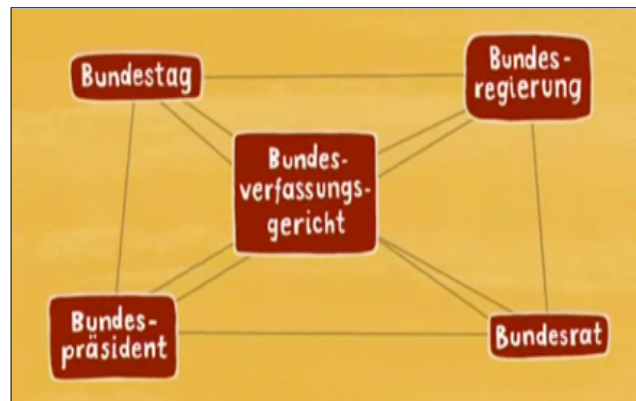 Bundestag
Bundes-
regierung
Bundes-
verfassungs-
gericht
Bundes-
präsident
Bundesrat